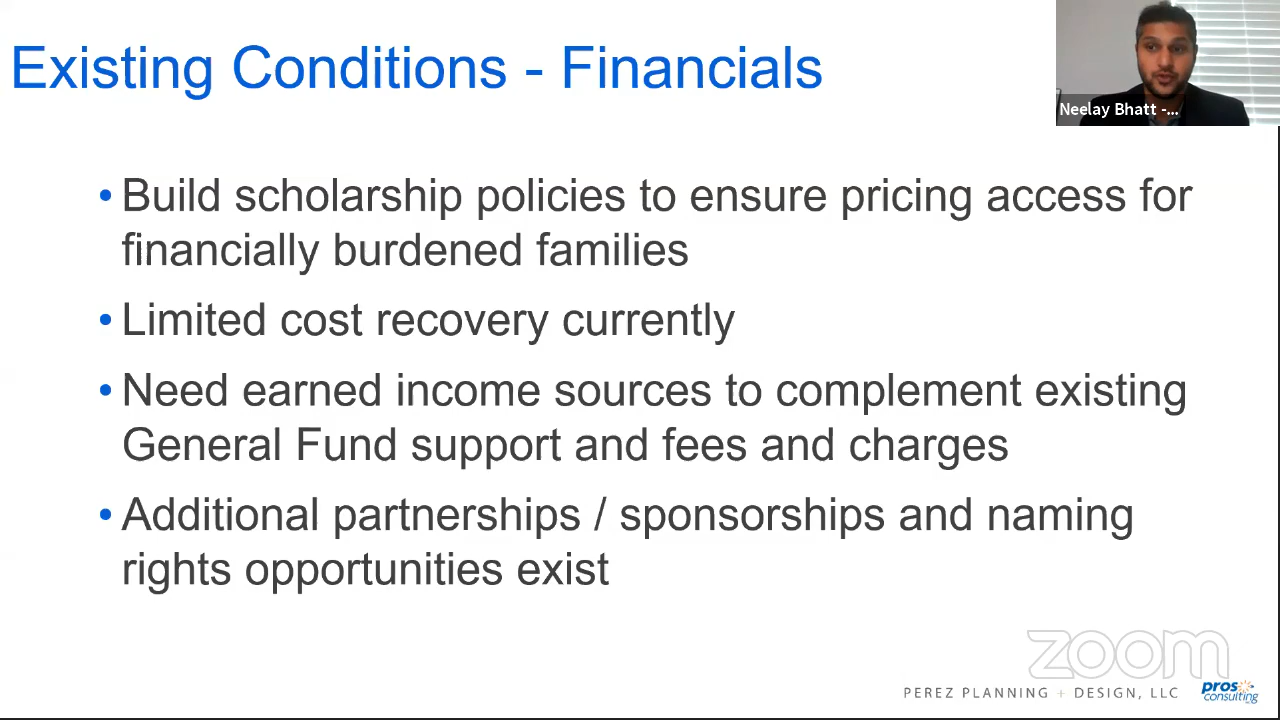 Existing Conditions - Financials
Neelay Bhatt -...
•Build scholarship policies to ensure pricing access for
financially burdened families
•Limited cost recovery currently
•Need earned income sources to complement existing
General Fund support and fees and charges
•Additional partnerships / sponsorships and naming
rights opportunities exist
zoom
PEREZ PLANNING + DESIGN, LLC
pros
consulting